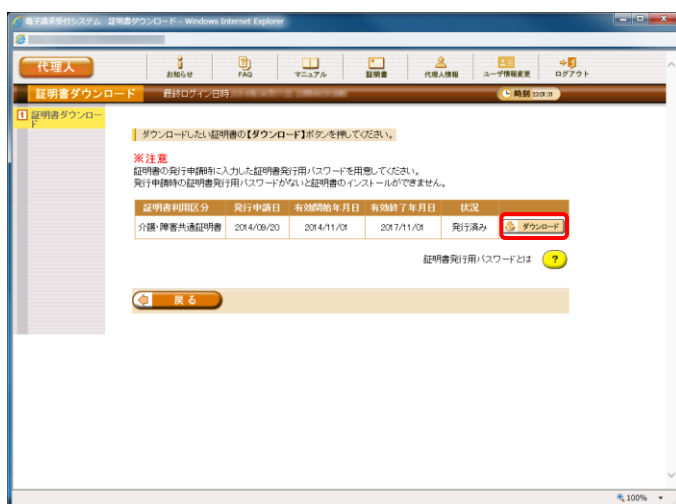 電子請求受付システム 証明書ダウンロード - Windows Internet Explorer
代理人
お知らせ FAQ マニュアル 証明書 代理人情報 ユーザ情報変更 ログアウト
証明書ダウンロード 最終ログイン日時 時刻
1 証明書ダウンロー
ド
ダウンロードしたい証明書の【ダウンロード】ボタンを押してください。
※注意
証明書の発行申請時に入力した証明書発行用パスワードを用意してください。
発行申請時の証明書発行用パスワードがないと証明書のインストールができません。
証明書利用区分 発行申請日 有効開始年月日 有効終了年月日 状況
介護・障害共通証明書 2014/09/20 2014/11/01 2017/11/01 発行済み ダウンロード
証明書発行用パスワードとは ?
戻る
100%